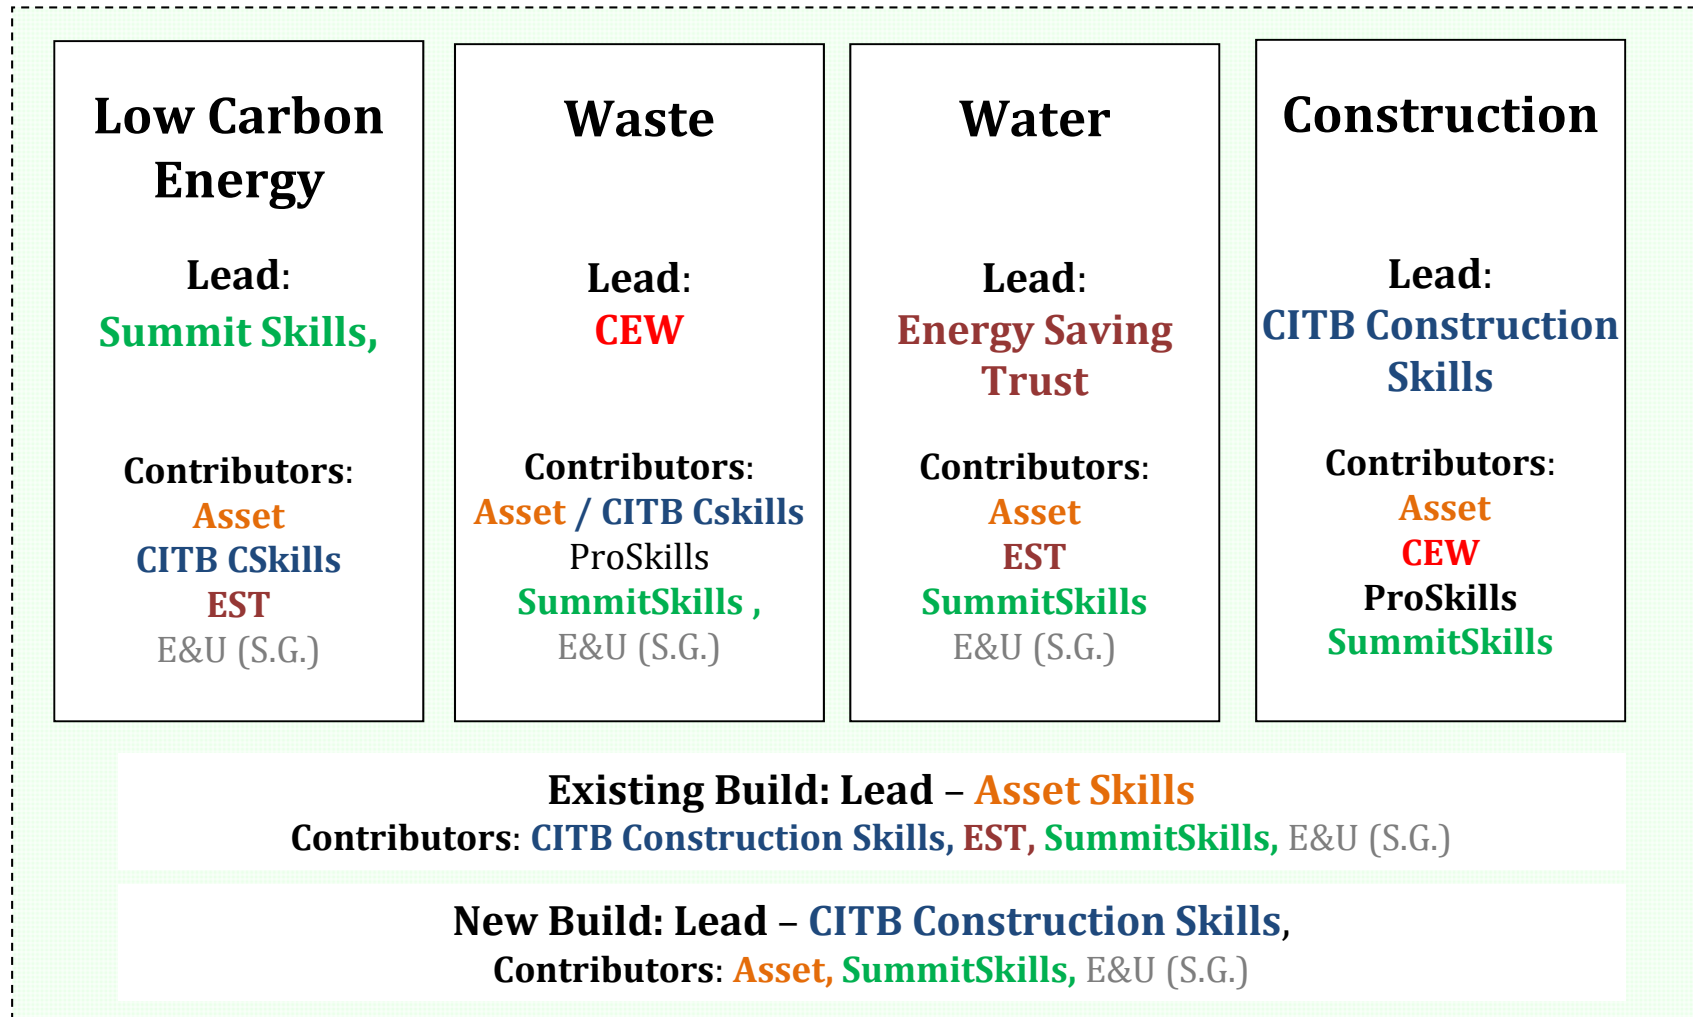 Low Carbon
Energy
Lead:
Summit Skills,
Contributors:
Asset
CITB CSkills
EST
E&U (S.G.)
Waste
Lead:
CEW
Contributors:
Asset / CITB Cskills
ProSkills
SummitSkills ,
E&U (S.G.)
Water
Lead:
Energy Saving
Trust
Contributors:
Asset
EST
SummitSkills
E&U (S.G.)
Construction
Lead:
CITB Construction
Skills
Contributors:
Asset
CEW
ProSkills
SummitSkills
Existing Build: Lead – Asset Skills
Contributors: CITB Construction Skills, EST, SummitSkills, E&U (S.G.)
New Build: Lead – CITB Construction Skills,
Contributors: Asset, SummitSkills, E&U (S.G.)